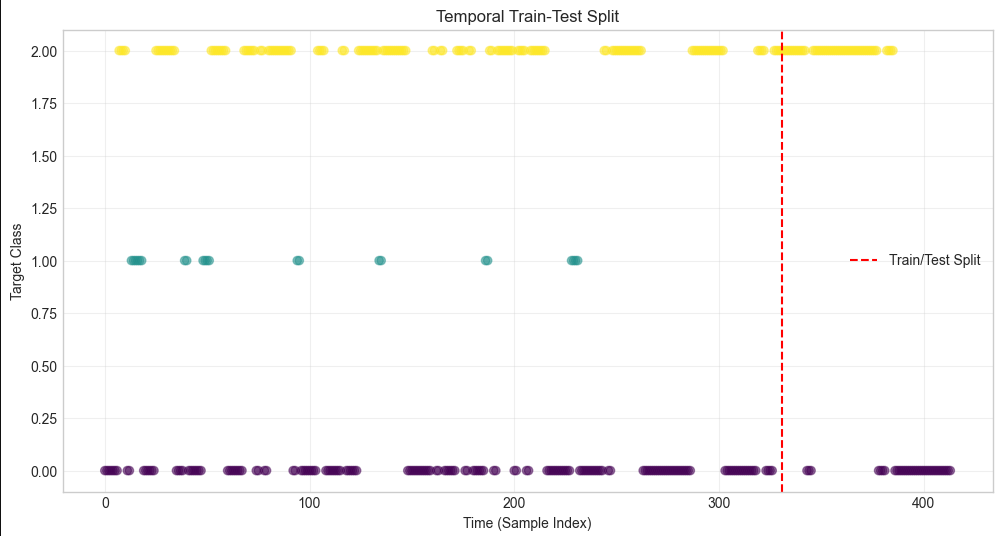 Temporal Train-Test Split
2.00
1.75
1.50
1.25
1.00
0.75
0.50
0.25
0.00
Target Class
Train/Test Split
0 100 200 300 400
Time (Sample Index)